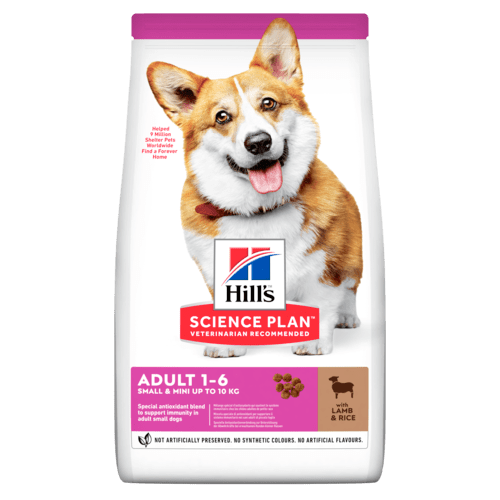 Helped
9 Million
Shelter Pets
Worldwide
Find a Forever
Home
Hill's
SCIENCE PLAN™
VETERINARIAN RECOMMENDED
ADULT 1-6
SMALL & MINI UP TO 10 KG
Special antioxidant blend
to support immunity in
adult small dogs
with
LAMB
& RICE
NOT ARTIFICIALLY PRESERVED. NO SYNTHETIC COLOURS. NO ARTIFICIAL FLAVOURS.